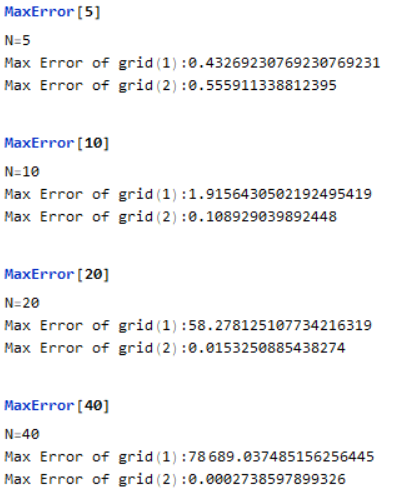 MaxError[5]
N=5
Max Error of grid(1):0.43269230769230769231
Max Error of grid(2):0.555911338812395
MaxError[10]
N=10
Max Error of grid(1):1.9156430502192495419
Max Error of grid(2):0.108929039892448
MaxError[20]
N=20
Max Error of grid(1):58.278125107734216319
Max Error of grid(2):0.0153250885438274
MaxError[40]
N=40
Max Error of grid(1):78689.037485156256445
Max Error of grid(2):0.0002738597899326